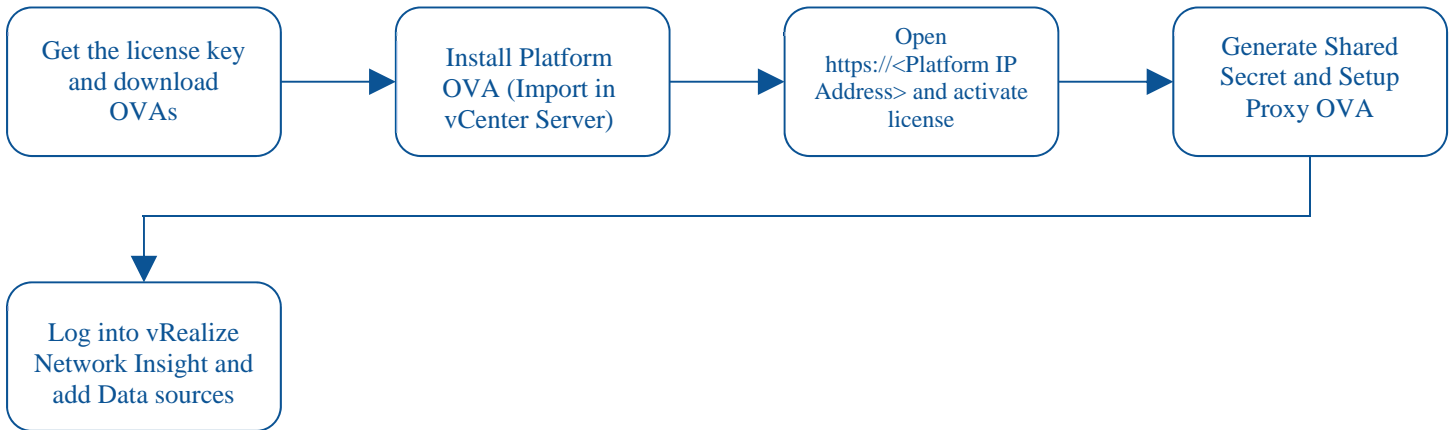 Get the license key
and download
OVAs
Install Platform
OVA (Import in
vCenter Server)
Open
https://<Platform IP
Address> and activate
license
Generate Shared
Secret and Setup
Proxy OVA
Log into vRealize
Network Insight and
add Data sources